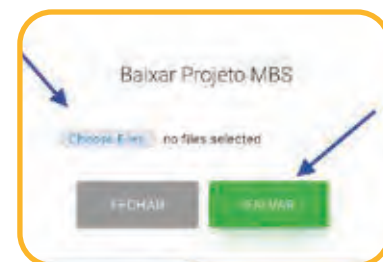 Baixar Projeto MBS
Choose Files no files selected
FECHAR SALVAR